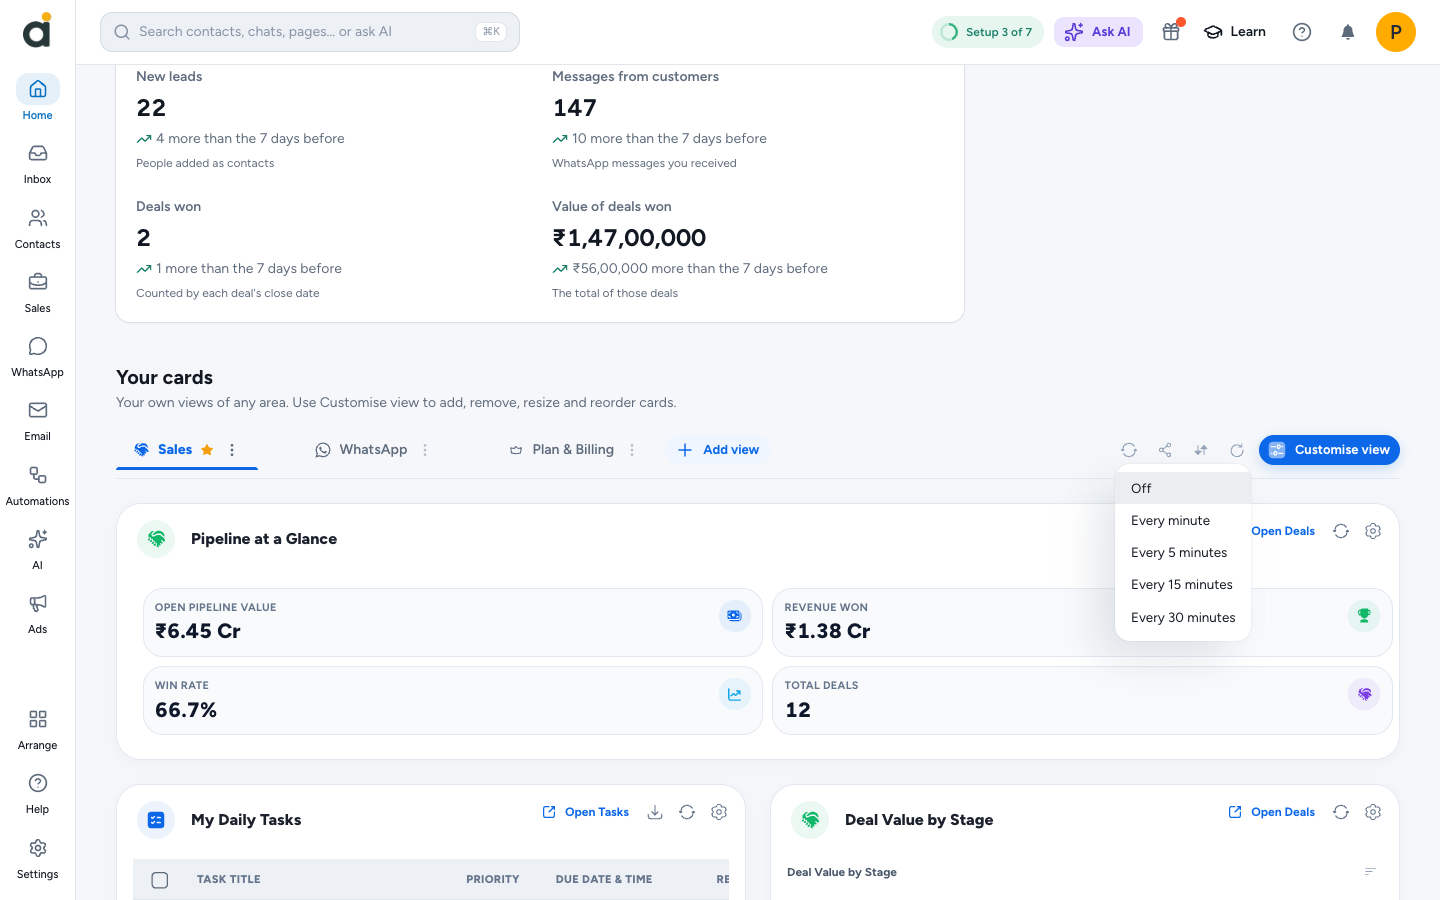 Search contacts, chats, pages... or ask AI
⌘K
Setup 3 of 7
Ask AI
Learn
P
Home
Inbox
Contacts
Sales
WhatsApp
Email
Automations
AI
Ads
Arrange
Help
Settings
New leads
22
4 more than the 7 days before
People added as contacts
Messages from customers
147
10 more than the 7 days before
WhatsApp messages you received
Deals won
2
1 more than the 7 days before
Counted by each deal's close date
Value of deals won
₹1,47,00,000
₹56,00,000 more than the 7 days before
The total of those deals
Your cards
Your own views of any area. Use Customise view to add, remove, resize and reorder cards.
Sales
WhatsApp
Plan & Billing
Add view
Customise view
Off
Every minute
Every 5 minutes
Every 15 minutes
Every 30 minutes
Pipeline at a Glance
Open Deals
OPEN PIPELINE VALUE
₹6.45 Cr
REVENUE WON
₹1.38 Cr
WIN RATE
66.7%
TOTAL DEALS
12
My Daily Tasks
Open Tasks
TASK TITLE
PRIORITY
DUE DATE & TIME
RE
Deal Value by Stage
Open Deals
Deal Value by Stage